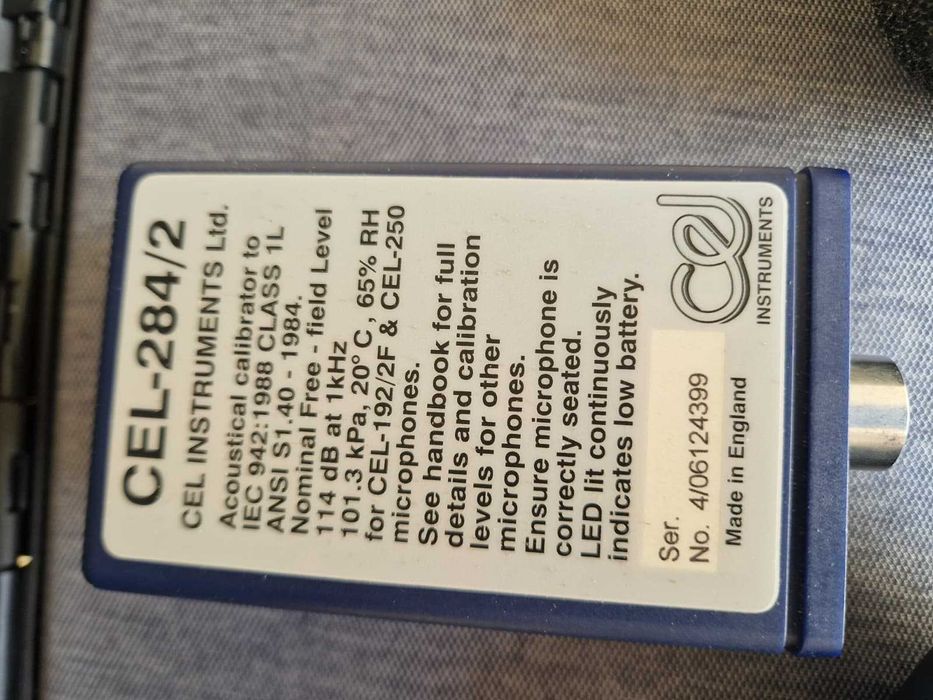 CEL-284/2
CEL INSTRUMENTS Ltd.
Acoustical calibrator to
IEC 942:1988 CLASS 1L
ANSI S1.40 - 1984.
Nominal Free - field Level
114 dB at 1kHz
101.3 kPa, 20° C, 65% RH
for CEL-192/2F & CEL-250
microphones.
See handbook for full
details and calibration
levels for other
microphones.
Ensure microphone is
correctly seated.
LED lit continuously
indicates low battery.
Ser.
No. 4/06124399
Made in England
cel
INSTRUMENTS